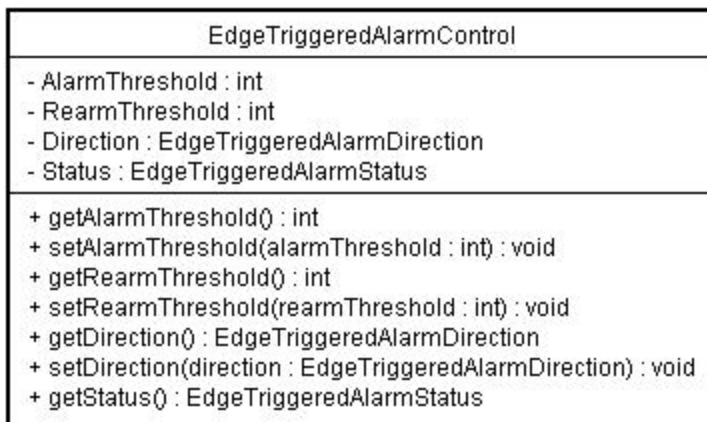 EdgeTriggeredAlarmControl
- AlarmThreshold : int
- RearmThreshold : int
- Direction : EdgeTriggeredAlarmDirection
- Status : EdgeTriggeredAlarmStatus
+ getAlarmThreshold() : int
+ setAlarmThreshold(alarmThreshold : int) : void
+ getRearmThreshold() : int
+ setRearmThreshold(rearmThreshold : int) : void
+ getDirection() : EdgeTriggeredAlarmDirection
+ setDirection(direction : EdgeTriggeredAlarmDirection) : void
+ getStatus() : EdgeTriggeredAlarmStatus